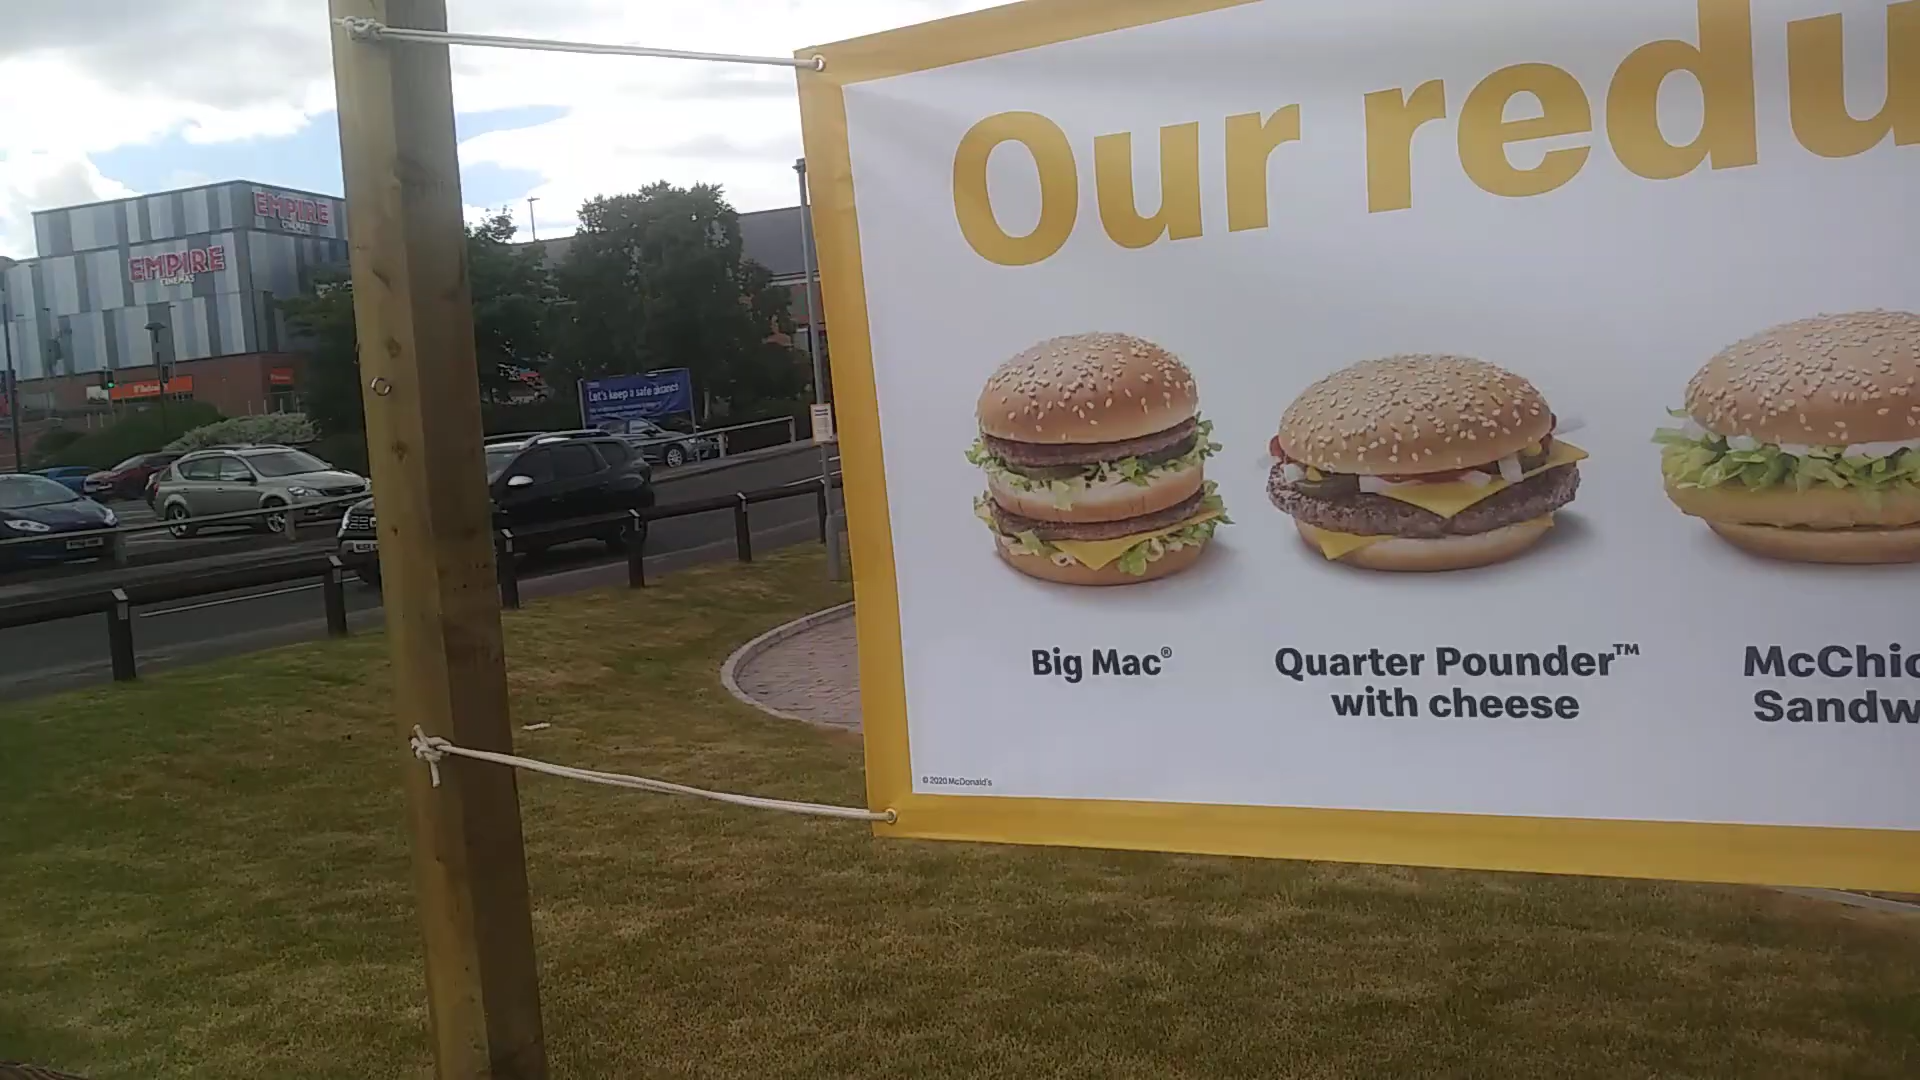 EMPIRE
CINEMAS
EMPIRE
CINEMAS
Let's keep a safe distance
Our redu
Big Mac®
Quarter Pounder™
with cheese
McChic
Sandw
© 2020 McDonald's